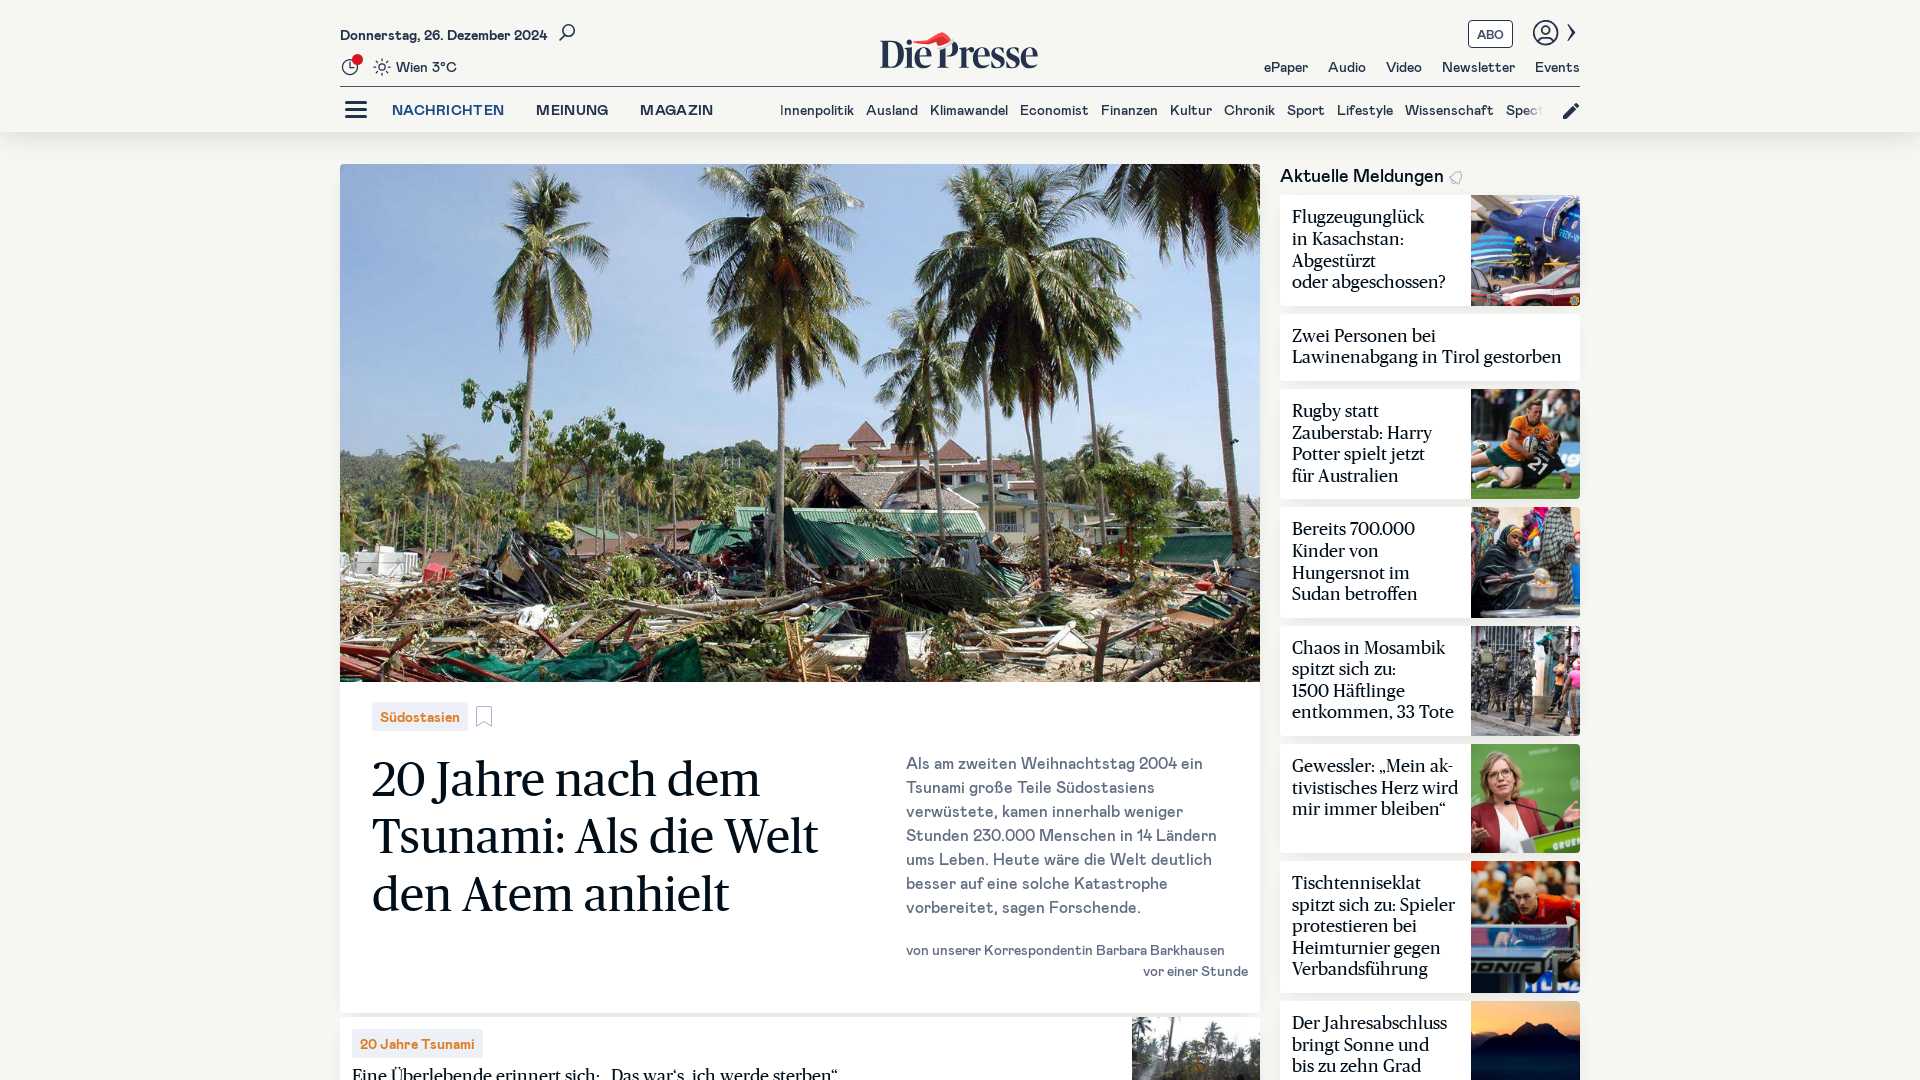 Donnerstag, 26. Dezember 2024
Wien 3°C
Die Presse
ABO
ePaper Audio Video Newsletter Events
NACHRICHTEN MEINUNG MAGAZIN
Innenpolitik Ausland Klimawandel Economist Finanzen Kultur Chronik Sport Lifestyle Wissenschaft Spect
Südostasien
20 Jahre nach dem
Tsunami: Als die Welt
den Atem anhielt
Als am zweiten Weihnachtstag 2004 ein
Tsunami große Teile Südostasiens
verwüstete, kamen innerhalb weniger
Stunden 230.000 Menschen in 14 Ländern
ums Leben. Heute wäre die Welt deutlich
besser auf eine solche Katastrophe
vorbereitet, sagen Forschende.
von unserer Korrespondentin Barbara Barkhausen
vor einer Stunde
20 Jahre Tsunami
Eine Überlebende erinnert sich: „Das war's, ich werde sterben“
Aktuelle Meldungen
Flugzeugunglück
in Kasachstan:
Abgestürzt
oder abgeschossen?
Zwei Personen bei
Lawinenabgang in Tirol gestorben
Rugby statt
Zauberstab: Harry
Potter spielt jetzt
für Australien
21
Bereits 700.000
Kinder von
Hungersnot im
Sudan betroffen
Chaos in Mosambik
spitzt sich zu:
1500 Häftlinge
entkommen, 33 Tote
Gewessler: „Mein ak-
tivistisches Herz wird
mir immer bleiben“
Tischtenniseklat
spitzt sich zu: Spieler
protestieren bei
Heimturnier gegen
Verbandsführung
Der Jahresabschluss
bringt Sonne und
bis zu zehn Grad